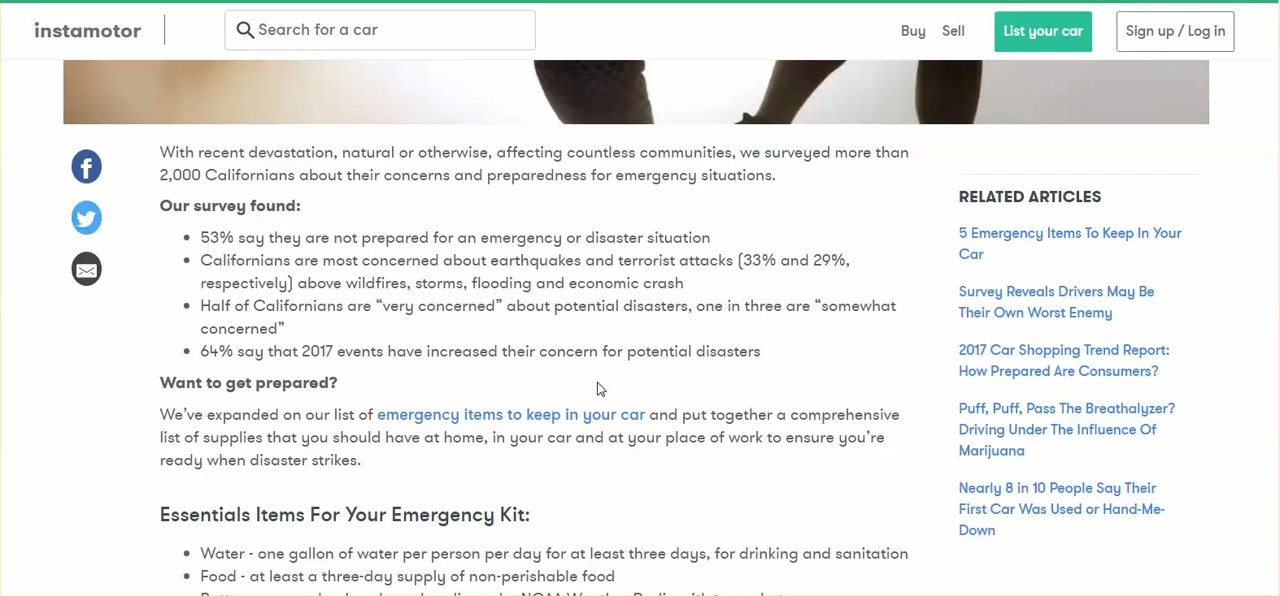 instamotor
Search for a car
Buy
Sell
List your car
Sign up / Log in
With recent devastation, natural or otherwise, affecting countless communities, we surveyed more than
2,000 Californians about their concerns and preparedness for emergency situations.
Our survey found:
53% say they are not prepared for an emergency or disaster situation
Californians are most concerned about earthquakes and terrorist attacks (33% and 29%,
respectively) above wildfires, storms, flooding and economic crash
Half of Californians are “very concerned” about potential disasters, one in three are “somewhat
concerned”
64% say that 2017 events have increased their concern for potential disasters
Want to get prepared?
We’ve expanded on our list of emergency items to keep in your car and put together a comprehensive
list of supplies that you should have at home, in your car and at your place of work to ensure you’re
ready when disaster strikes.
Essentials Items For Your Emergency Kit:
Water - one gallon of water per person per day for at least three days, for drinking and sanitation
Food - at least a three-day supply of non-perishable food
RELATED ARTICLES
5 Emergency Items To Keep In Your
Car
Survey Reveals Drivers May Be
Their Own Worst Enemy
2017 Car Shopping Trend Report:
How Prepared Are Consumers?
Puff, Puff, Pass The Breathalyzer?
Driving Under The Influence Of
Marijuana
Nearly 8 in 10 People Say Their
First Car Was Used or Hand-Me-
Down